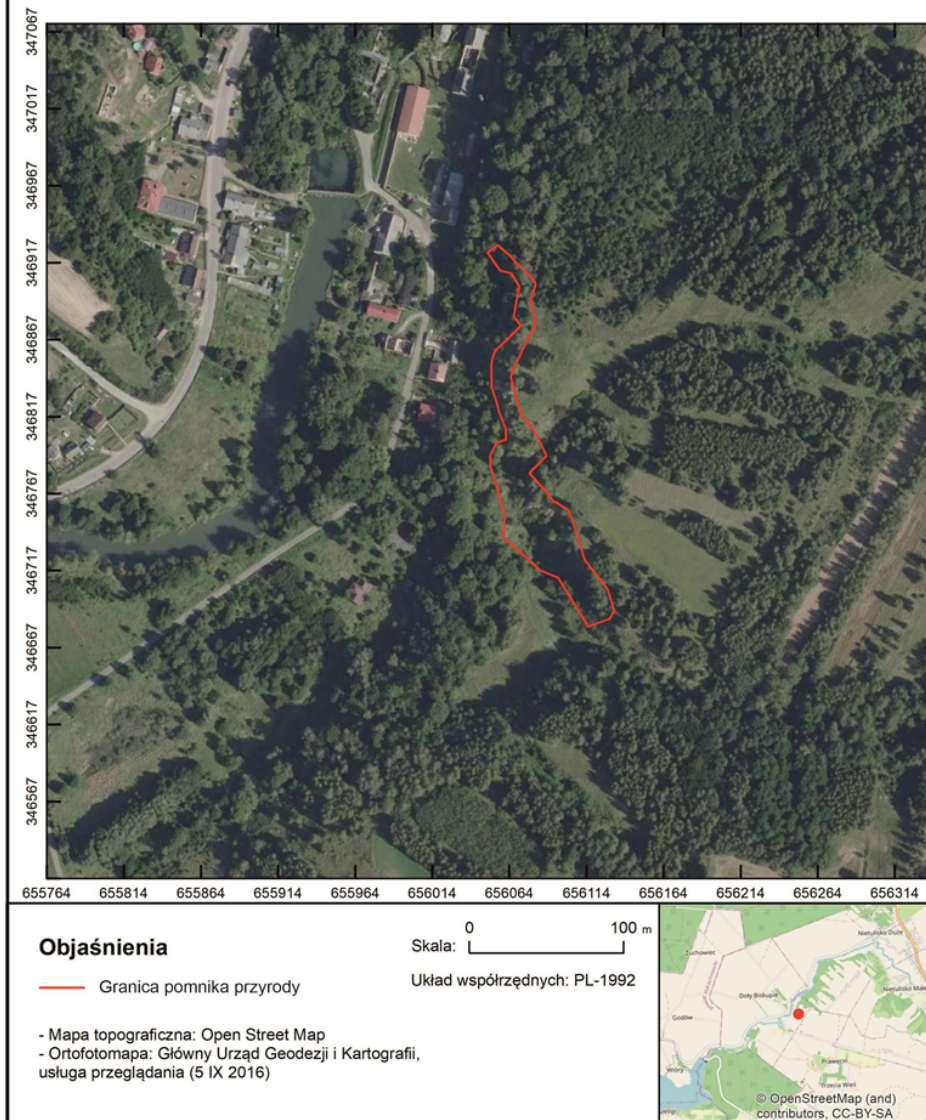 347067
347017
346967
346917
346867
346817
346767
346717
346667
346617
346567
655764 655814 655864 655914 655964 656014 656064 656114 656164 656214 656264 656314
Objaśnienia
Granica pomnika przyrody
- Mapa topograficzna: Open Street Map
- Ortofotomapa: Główny Urząd Geodezji i Kartografii,
usługa przeglądania (5 IX 2016)
Skala:
0 100 m
Układ współrzędnych: PL-1992
Nietulisko Duże
Żuchowiec
Nietulisko Małe
Doły Biskupie
Godów
Wióry
Prawęcin
Trzecia Wieś
© OpenStreetMap (and)
contributors, CC-BY-SA